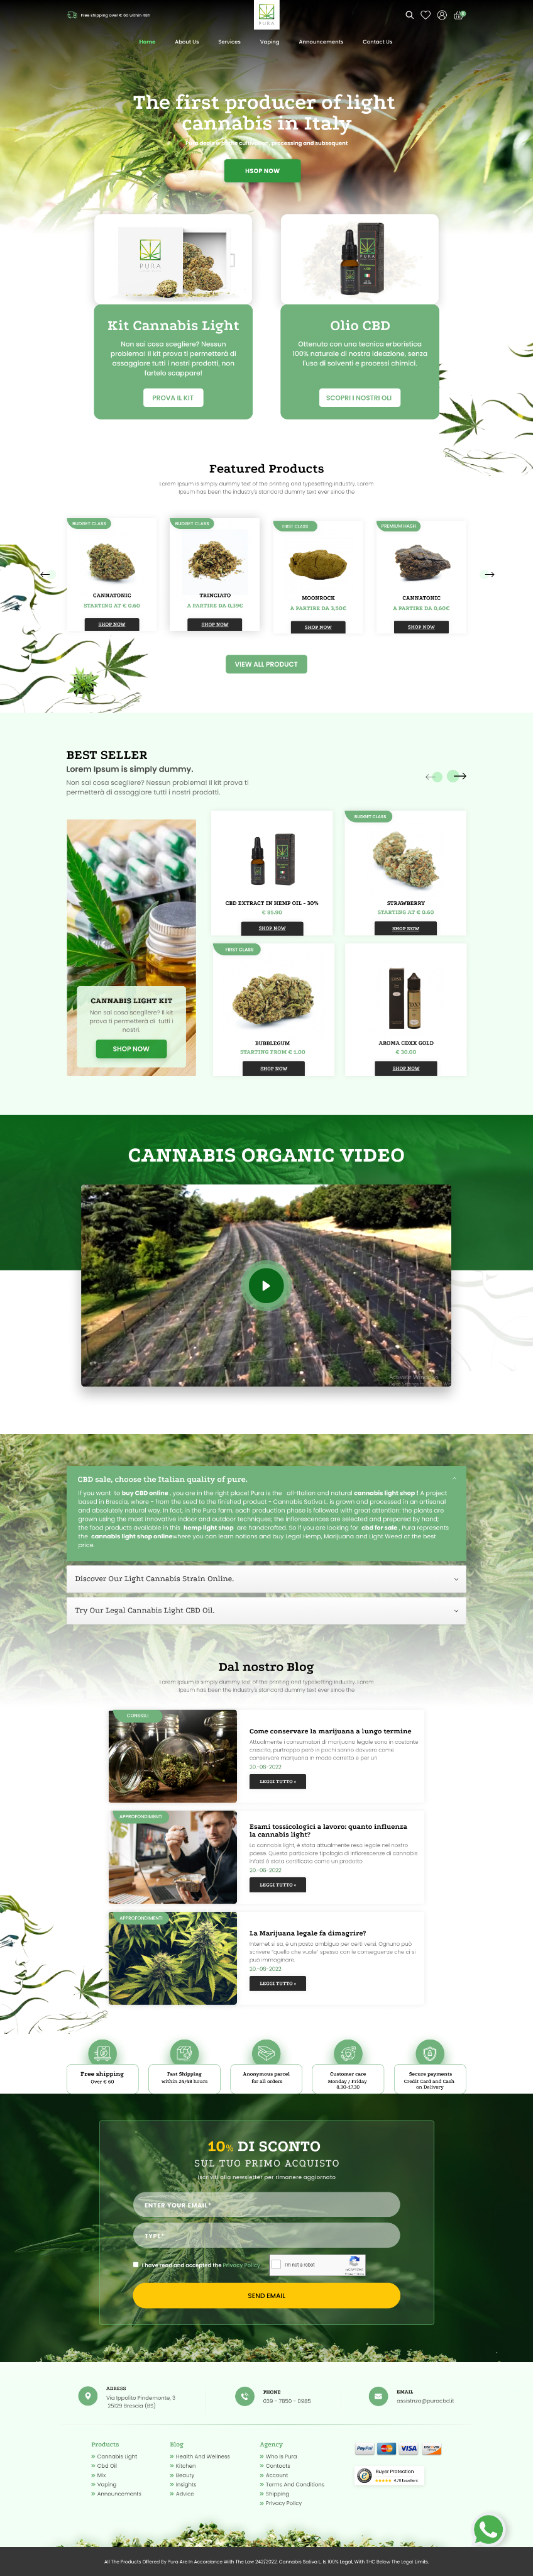 Free shipping over € 50 within 48h
PURA
Home
About Us
Services
Vaping
Announcements
Contact Us
The first producer of light
cannabis in Italy
processing and subsequent
HSOP NOW
PURA
Kit Cannabis Light
Non sai cosa scegliere? Nessun
problema! Il kit prova ti permetterà di
assaggiare tutti i nostri prodotti, non
fartelo scappare!
PROVA IL KIT
Olio CBD
Ottenuto con una tecnica erboristica
100% naturale di nostra ideazione, senza
l'uso di solventi e processi chimici.
SCOPRI I NOSTRI OLI
Featured Products
Lorem Ipsum is simply dummy text of the printing and typesetting industry. Lorem
Ipsum has been the industry's standard dummy text ever since the
BUDGET CLASS
CANNATONIC
STARTING AT € 0.60
SHOP NOW
BUDGET CLASS
TRINCIATO
A PARTIRE DA 0,39€
SHOP NOW
FIRST CLASS
MOONROCK
A PARTIRE DA 3,50€
SHOP NOW
PREMIUM HASH
CANNATONIC
A PARTIRE DA 0,60€
SHOP NOW
VIEW ALL PRODUCT
BEST SELLER
Lorem Ipsum is simply dummy.
Non sai cosa scegliere? Nessun problema! Il kit prova ti
permetterà di assaggiare tutti i nostri prodotti.
CANNABIS LIGHT KIT
Non sai cosa scegliere? Il kit
prova ti permetterà di tutti i
nostri.
SHOP NOW
CBD EXTRACT IN HEMP OIL - 30%
€ 85.90
SHOP NOW
BUDGET CLASS
STRAWBERRY
STARTING AT € 0.60
SHOP NOW
FIRST CLASS
BUBBLEGUM
STARTING FROM € 1.00
SHOP NOW
AROMA CDXX GOLD
€ 20.00
SHOP NOW
CANNABIS ORGANIC VIDEO
CBD sale, choose the Italian quality of pure.
If you want to buy CBD online , you are in the right place! Pura is the all-Italian and natural cannabis light shop ! A project
based in Brescia, where - from the seed to the finished product - Cannabis Sativa L. is grown and processed in an artisanal
and absolutely natural way. In fact, in the Pura farm, each production phase is followed with great attention: the plants are
grown using the most innovative indoor and outdoor techniques; the inflorescences are selected and prepared by hand;
the food products available in this hemp light shop are handcrafted. So if you are looking for cbd for sale , Pura represents
the cannabis light shop onlinewhere you can learn notions and buy Legal Hemp, Marijuana and Light Weed at the best
price.
Discover Our Light Cannabis Strain Online.
Try Our Legal Cannabis Light CBD Oil.
Dal nostro Blog
Lorem Ipsum is simply dummy text of the printing and typesetting industry. Lorem
Ipsum has been the industry's standard dummy text ever since the
CONSIGLI
Come conservare la marijuana a lungo termine
Attualmente i consumatori di marijuana legale sono in costante
crescita, purtroppo però in pochi sanno davvero come
conservare marijuana in modo corretto e per un
20-06-2022
LEGGI TUTTO »
APPROFONDIMENTI
Esami tossicologici a lavoro: quanto influenza
la cannabis light?
La cannabis light, è stata attualmente resa legale nel nostro
paese. Questa particolare tipologia di infiorescenze di cannabis
infatti è stata certificata come un prodotto
20-06-2022
LEGGI TUTTO »
APPROFONDIMENTI
La Marijuana legale fa dimagrire?
Internet si sa, è un posto ambiguo per certi versi. Ognuno può
scrivere "quello che vuole" spesso con le conseguenze che ci si
può immaginare.
20-06-2022
LEGGI TUTTO »
Free shipping
Over € 60
Fast Shipping
within 24/48 hours
Anonymous parcel
for all orders
Customer care
Monday / Friday
8.30-17.30
Secure payments
Credit Card and Cash
on Delivery
10% DI SCONTO
SUL TUO PRIMO ACQUISTO
Iscriviti alla newsletter per rimanere aggiornato
ENTER YOUR EMAIL*
TYPE*
I have read and accepted the Privacy Policy
I'm not a robot
SEND EMAIL
ADRESS
Via Ippolito Pindemonte, 3
25128 Brescia (BS)
PHONE
039 - 7850 - 8985
EMAIL
assistnza@puracbd.it
Products
Cannabis Light
Cbd Oil
Mix
Vaping
Announcements
Blog
Health And Wellness
Kitchen
Beauty
Insights
Advice
Agency
Who Is Pura
Contacts
Account
Terms And Conditions
Shipping
Privacy Policy
PayPal
VISA
Buyer Protection
All The Products Offered By Pura Are In Accordance With The Law 242/2022. Cannabis Sativa L. Is 100% Legal, With THC Below The Legal Limits.